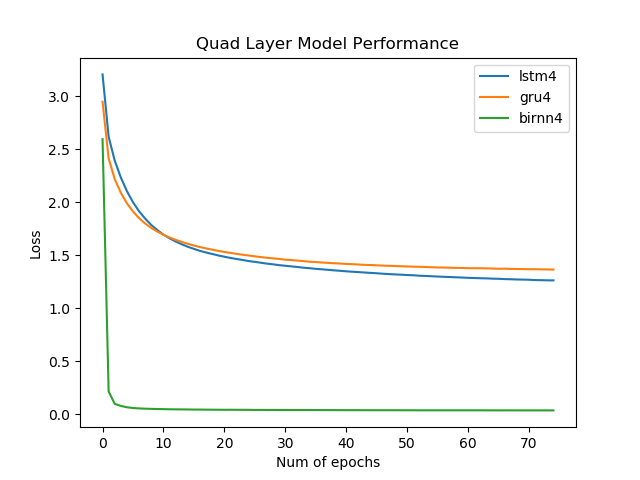 Quad Layer Model Performance
lstm4
gru4
birnn4
Loss
3.0
2.5
2.0
1.5
1.0
0.5
0.0
0 10 20 30 40 50 60 70
Num of epochs